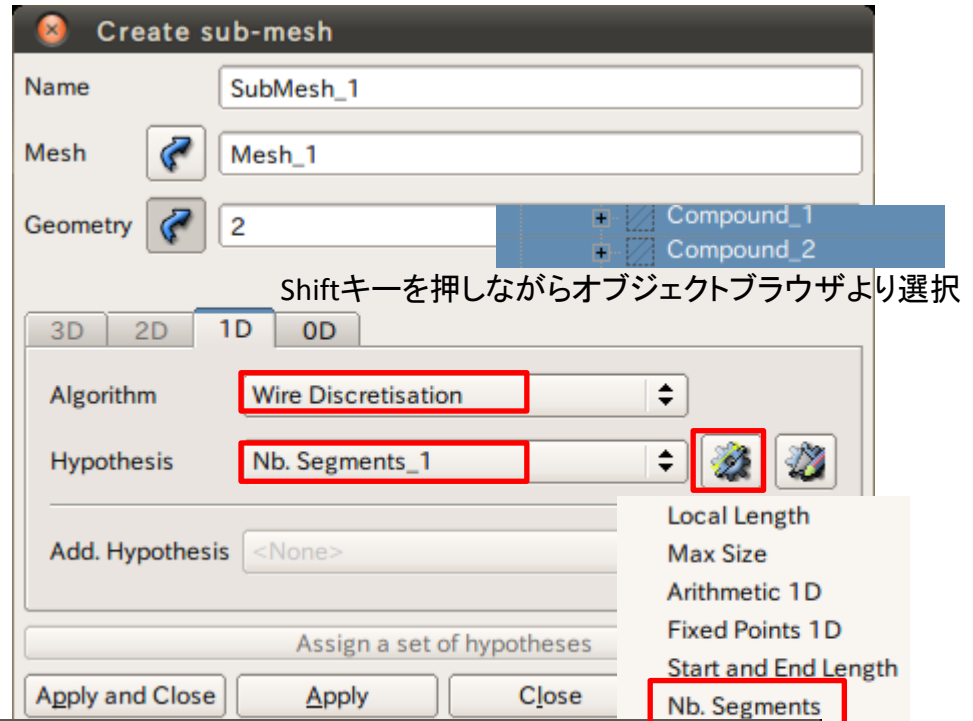 Create sub-mesh
Name SubMesh_1
Mesh Mesh_1
Geometry 2
Compound_1
Compound_2
Shiftキーを押しながらオブジェクトブラウザより選択
3D 2D 1D 0D
Algorithm Wire Discretisation
Hypothesis Nb. Segments_1
Local Length
Add. Hypothesis <None>
Max Size
Arithmetic 1D
Fixed Points 1D
Assign a set of hypotheses
Start and End Length
Apply and Close Apply Close
Nb. Segments